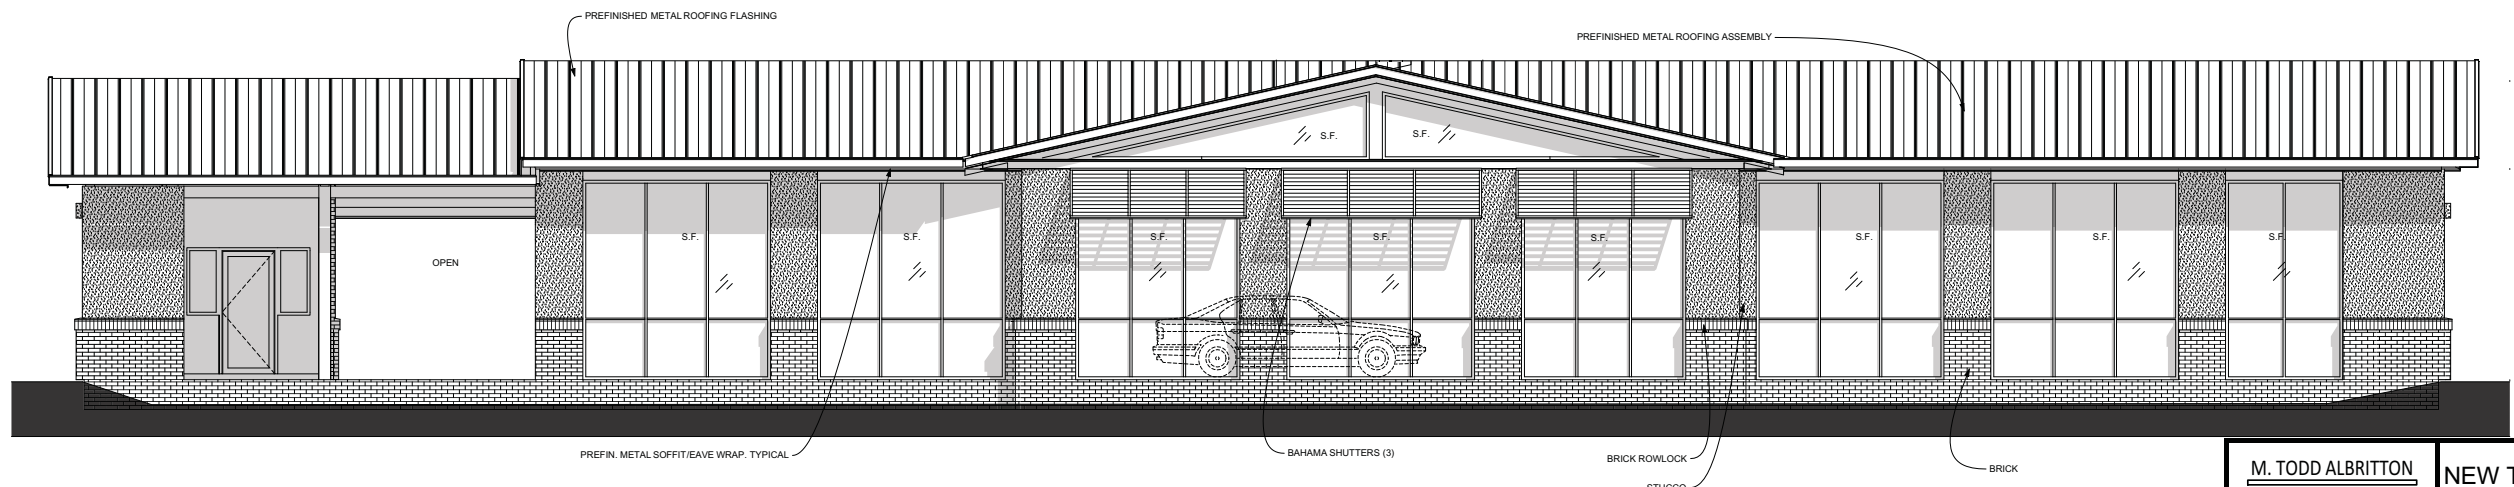 PREFINISHED METAL ROOFING FLASHING
PREFINISHED METAL ROOFING ASSEMBLY
S.F.
S.F.
S.F.
S.F.
S.F.
S.F.
S.F.
S.F.
S.F.
S.F.
OPEN
PREFIN. METAL SOFFIT/EAVE WRAP. TYPICAL
BAHAMA SHUTTERS (3)
BRICK ROWLOCK
BRICK
STUCCO
M. TODD ALBRITTON
NEW